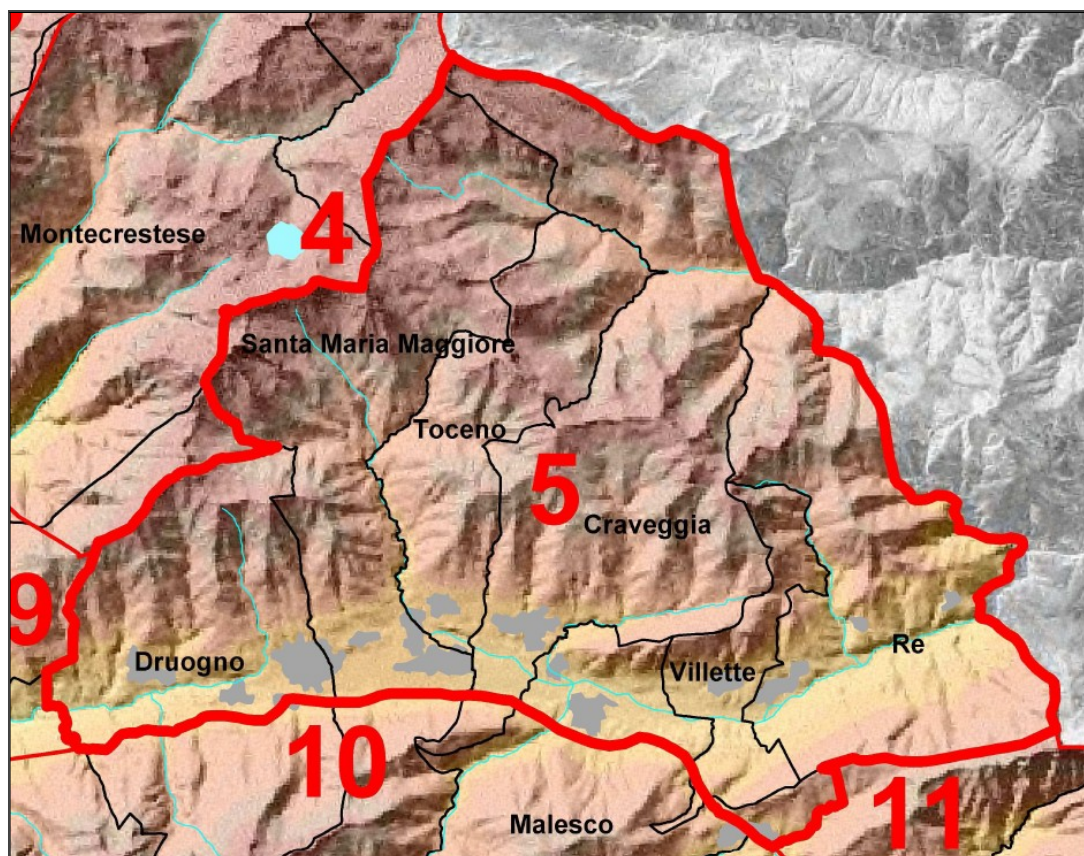 Montecrestese
4
Santa Maria Maggiore
Toceno
5
Craveggia
9
Druogno
Villette
Re
10
Malesco
11